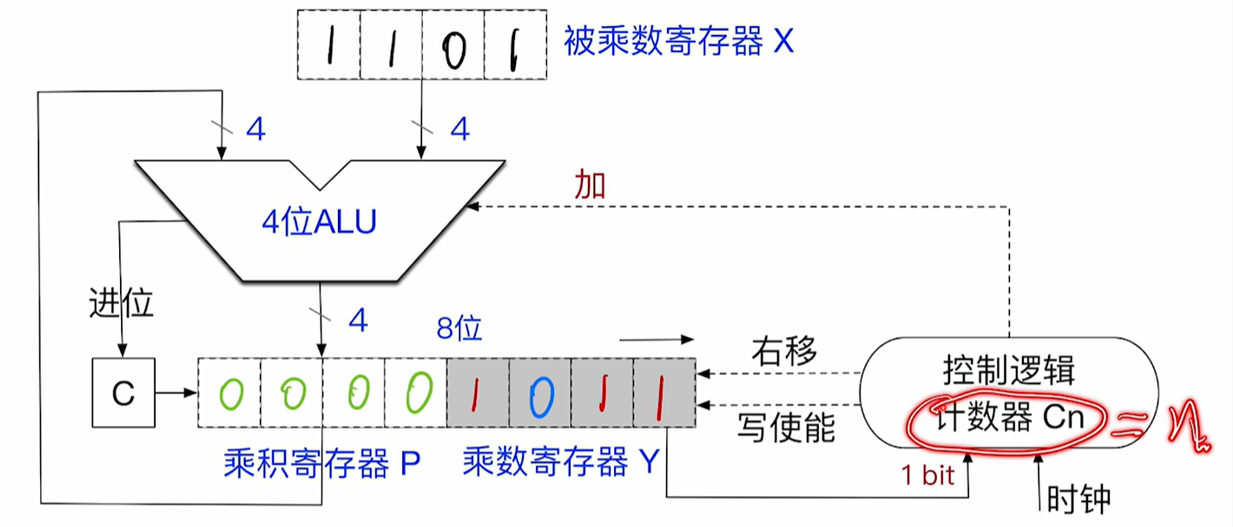 1 1 0 1 被乘数寄存器 X
4 4
加
4位ALU
进位
4
8位
右移
控制逻辑
C
0 0 0 0 1 0 1 1
计数器 Cn = n
写使能
乘积寄存器 P
乘数寄存器 Y
1 bit
时钟